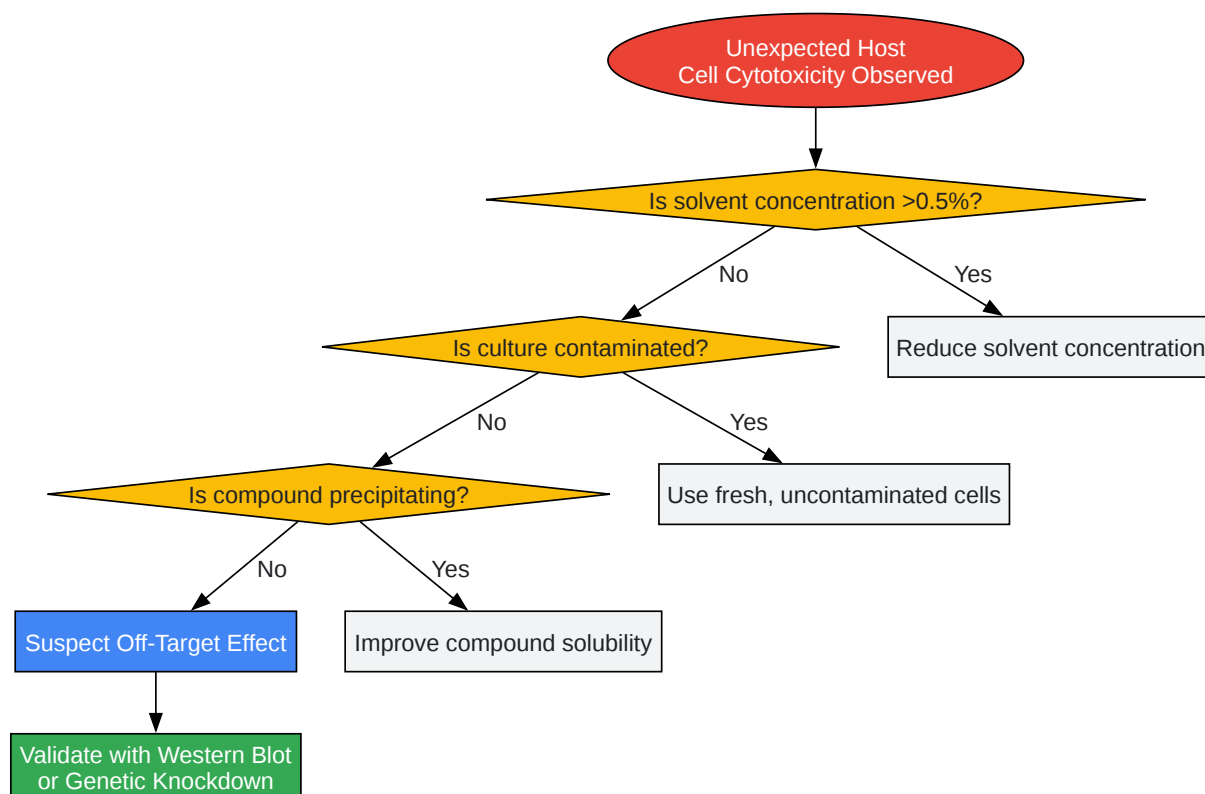 Unexpected Host
Cell Cytotoxicity Observed
Is solvent concentration >0.5%?
No
Yes
Is culture contaminated?
Reduce solvent concentration
No
Yes
Is compound precipitating?
Use fresh, uncontaminated cells
No
Yes
Suspect Off-Target Effect
Improve compound solubility
Validate with Western Blot
or Genetic Knockdown